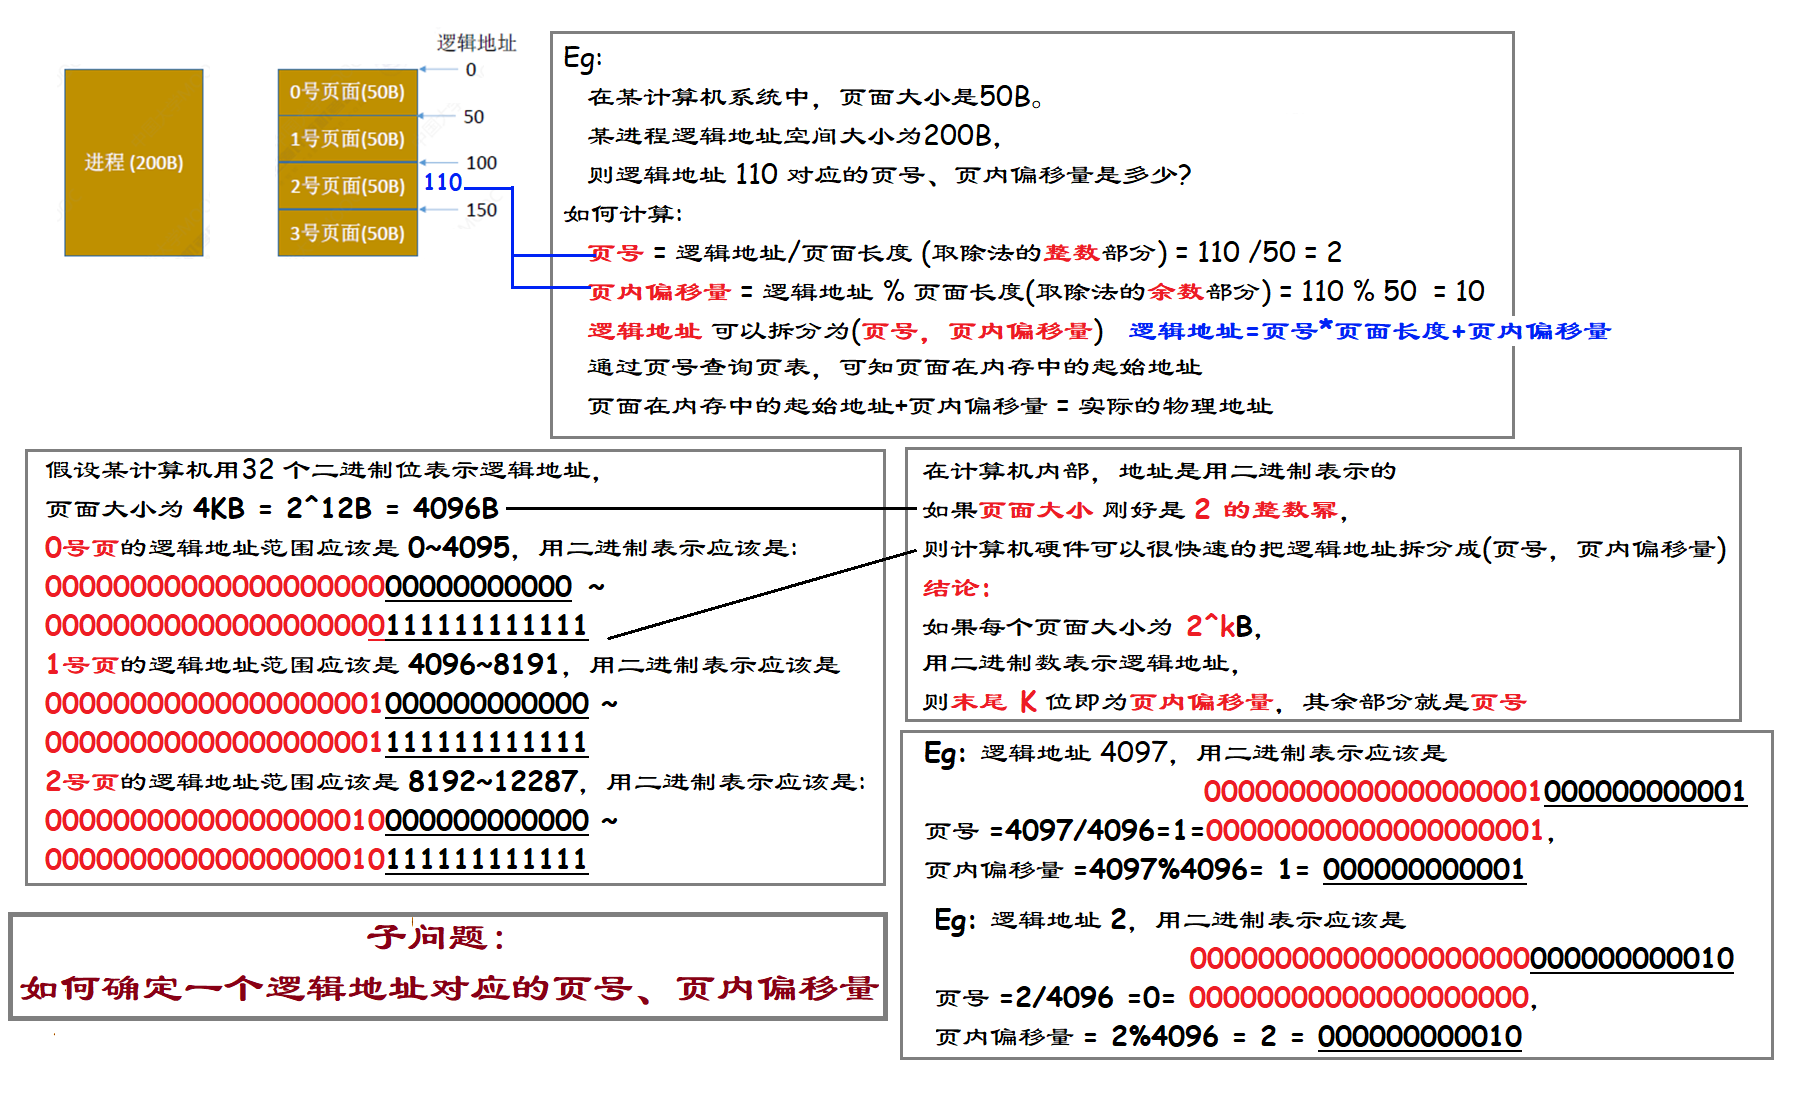 逻辑地址
0
0号页面(50B)
50
1号页面(50B)
进程 (200B)
100
2号页面(50B)
110
150
3号页面(50B)
Eg:
在某计算机系统中，页面大小是50B。
某进程逻辑地址空间大小为200B，
则逻辑地址 110 对应的页号、页内偏移量是多少?
如何计算:
页号 = 逻辑地址/页面长度 (取除法的整数部分) = 110 /50 = 2
页内偏移量 = 逻辑地址 % 页面长度(取除法的余数部分) = 110 % 50 = 10
逻辑地址 可以拆分为(页号，页内偏移量) 逻辑地址=页号*页面长度+页内偏移量
通过页号查询页表，可知页面在内存中的起始地址
页面在内存中的起始地址+页内偏移量 = 实际的物理地址
假设某计算机用32 个二进制位表示逻辑地址，
页面大小为 4KB = 2^12B = 4096B
0号页的逻辑地址范围应该是 0~4095，用二进制表示应该是:
0000000000000000000000000000000 ~
00000000000000000000111111111111
1号页的逻辑地址范围应该是 4096~8191，用二进制表示应该是
00000000000000000001000000000000 ~
00000000000000000001111111111111
2号页的逻辑地址范围应该是 8192~12287，用二进制表示应该是:
00000000000000000010000000000000 ~
00000000000000000010111111111111
在计算机内部，地址是用二进制表示的
如果页面大小 刚好是 2 的整数幂，
则计算机硬件可以很快速的把逻辑地址拆分成(页号，页内偏移量)
结论:
如果每个页面大小为 2^kB，
用二进制数表示逻辑地址，
则末尾 K 位即为页内偏移量，其余部分就是页号
Eg: 逻辑地址 4097，用二进制表示应该是
00000000000000000001000000000001
页号 =4097/4096=1=00000000000000000001，
页内偏移量 =4097%4096= 1= 000000000001
Eg: 逻辑地址 2，用二进制表示应该是
00000000000000000000000000000010
页号 =2/4096 =0= 00000000000000000000，
页内偏移量 = 2%4096 = 2 = 000000000010
子问题:
如何确定一个逻辑地址对应的页号、页内偏移量